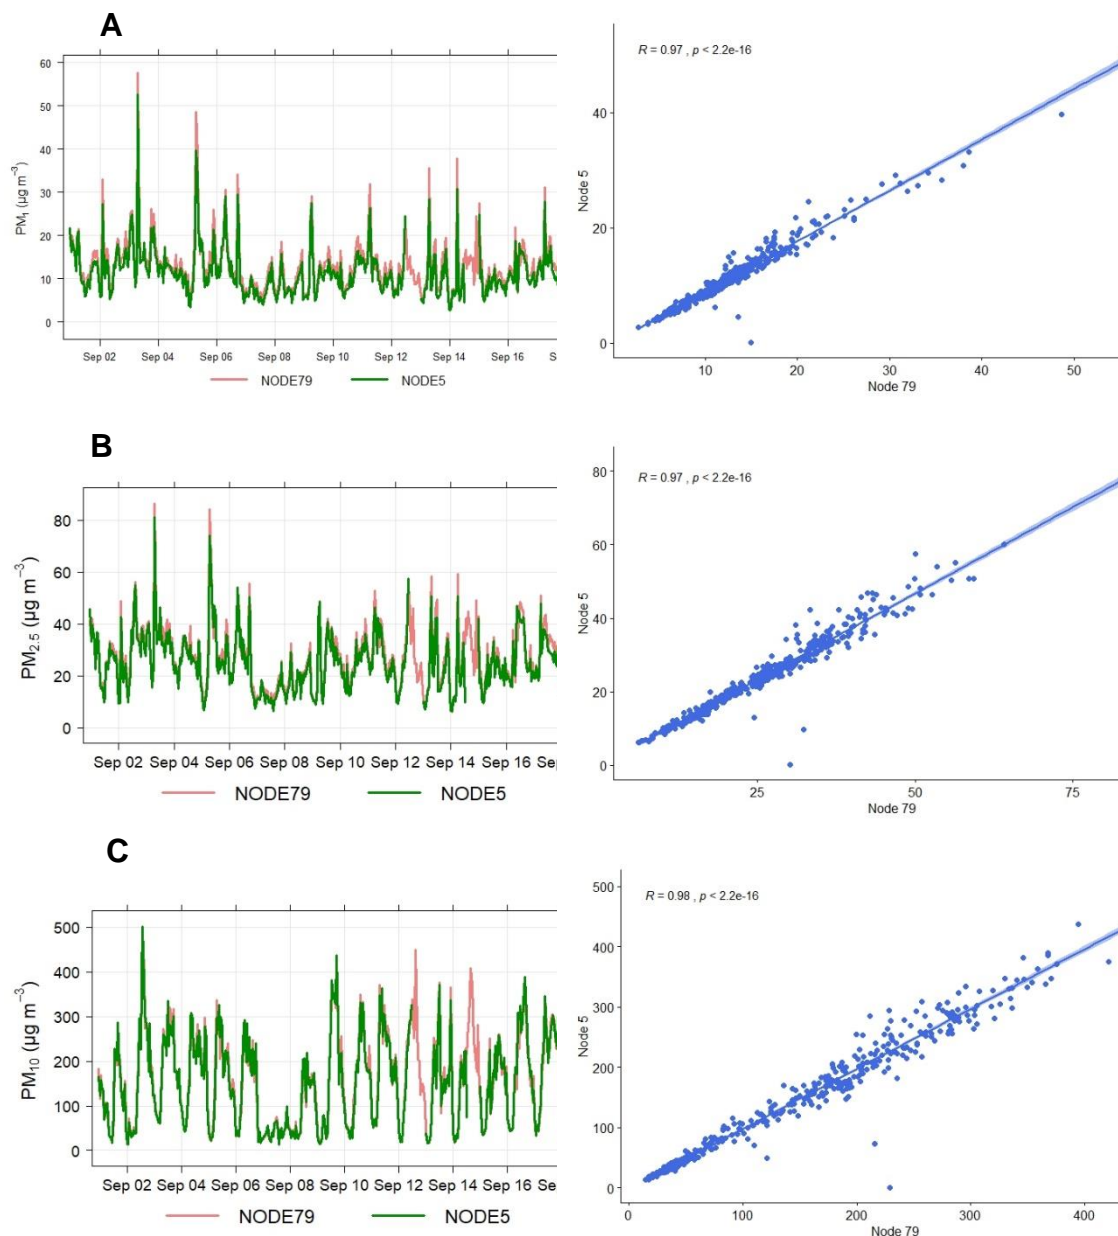 A
PM₁ (µg m⁻³)
60
50
40
30
20
10
0
Sep 02 Sep 04 Sep 06 Sep 08 Sep 10 Sep 12 Sep 14 Sep 16 S
NODE79 NODE5
R = 0.97 , p < 2.2e-16
Node 5
40
20
0
10 20 30 40 50
Node 79
B
PM₂.₅ (µg m⁻³)
80
60
40
20
0
Sep 02 Sep 04 Sep 06 Sep 08 Sep 10 Sep 12 Sep 14 Sep 16 Se
NODE79 NODE5
R = 0.97 , p < 2.2e-16
Node 5
80
60
40
20
0
25 50 75
Node 79
C
PM₁₀ (µg m⁻³)
500
400
300
200
100
0
Sep 02 Sep 04 Sep 06 Sep 08 Sep 10 Sep 12 Sep 14 Sep 16 Se
NODE79 NODE5
R = 0.98 , p < 2.2e-16
Node 5
500
400
300
200
100
0
0 100 200 300 400
Node 79